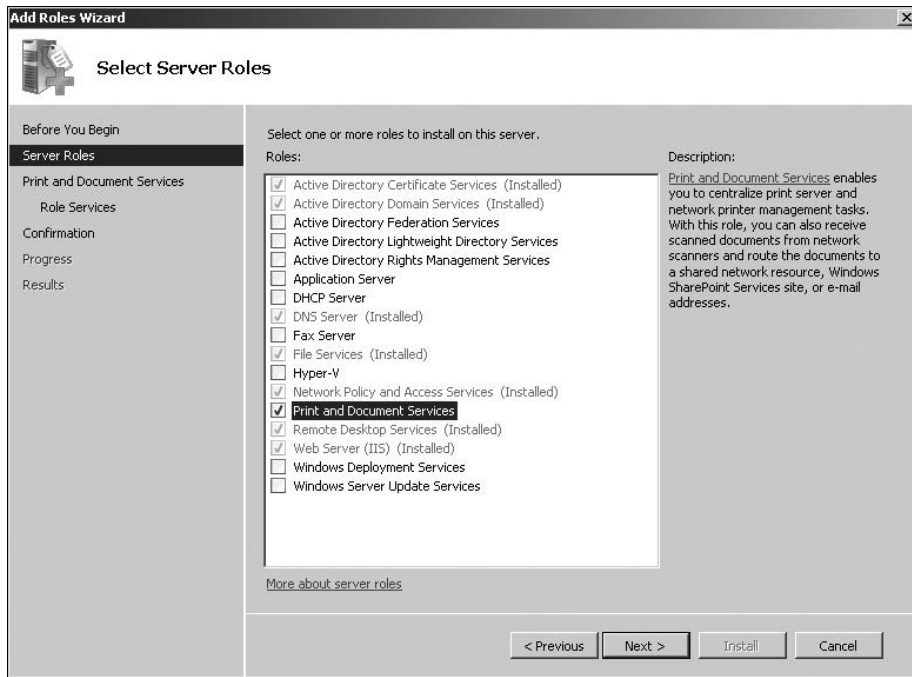 Add Roles Wizard
Select Server Roles
Before You Begin
Server Roles
Print and Document Services
Role Services
Confirmation
Progress
Results
Select one or more roles to install on this server.
Roles:
Active Directory Certificate Services (Installed)
Active Directory Domain Services (Installed)
Active Directory Federation Services
Active Directory Lightweight Directory Services
Active Directory Rights Management Services
Application Server
DHCP Server
DNS Server (Installed)
Fax Server
File Services (Installed)
Hyper-V
Network Policy and Access Services (Installed)
Print and Document Services
Remote Desktop Services (Installed)
Web Server (IIS) (Installed)
Windows Deployment Services
Windows Server Update Services
More about server roles
Description:
Print and Document Services enables
you to centralize print server and
network printer management tasks.
With this role, you can also receive
scanned documents from network
scanners and route the documents to
a shared network resource, Windows
SharePoint Services site, or e-mail
addresses.
< Previous
Next >
Install
Cancel